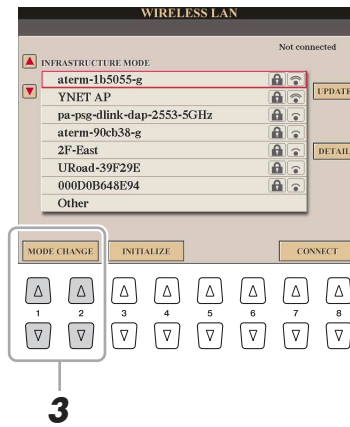 WIRELESS LAN
Not connected
INFRASTRUCTURE MODE
aterm-1b5055-g
YNET AP
UPDATE
pa-psg-dlink-dap-2553-5GHz
aterm-90cb38-g
2F-East
DETAIL
URoad-39F29E
000D0B648E94
Other
MODE CHANGE INITIALIZE CONNECT
1 2 3 4 5 6 7 8
3